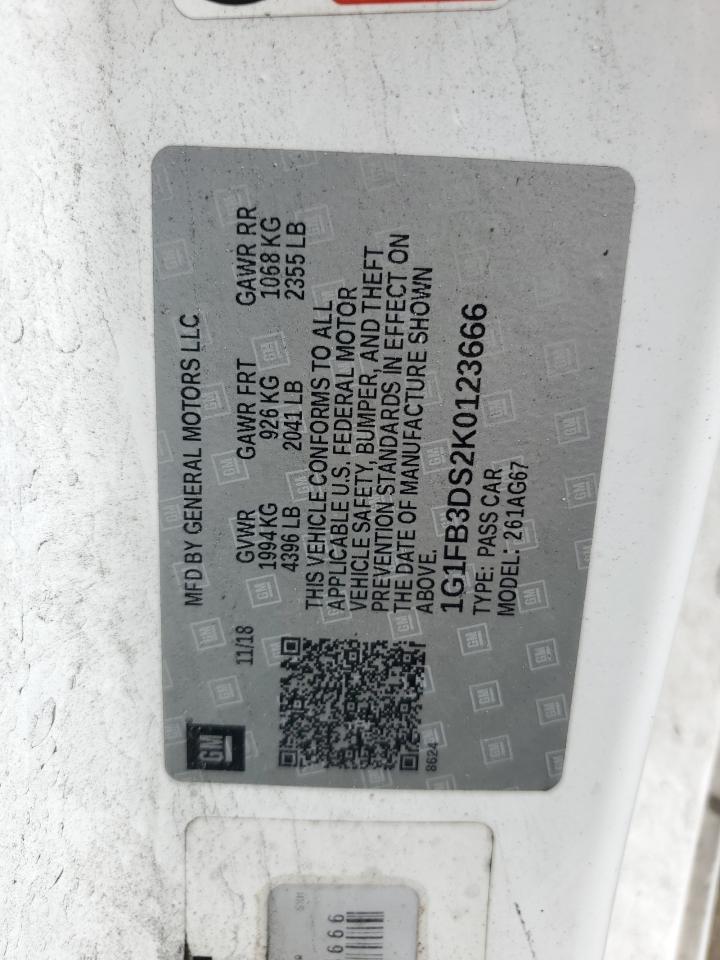 GM
MFD BY GENERAL MOTORS LLC
11/18
GVWR GAWR FRT GAWR RR
1994 KG 926 KG 1068 KG
4396 LB 2041 LB 2355 LB
THIS VEHICLE CONFORMS TO ALL
APPLICABLE U.S. FEDERAL MOTOR
VEHICLE SAFETY, BUMPER, AND THEFT
PREVENTION STANDARDS IN EFFECT ON
THE DATE OF MANUFACTURE SHOWN
ABOVE.
8624
1G1FB3DS2K0123666
TYPE: PASS CAR
MODEL: 261AG67
666